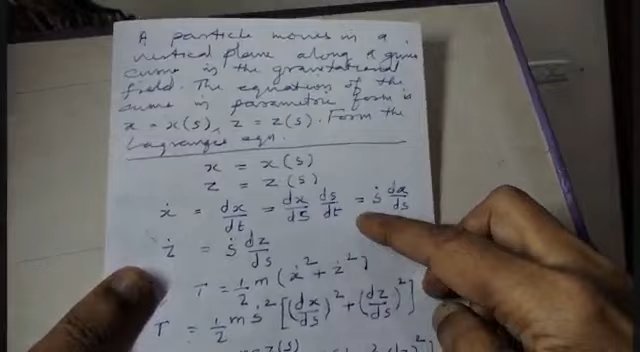 A particle moves in a
vertical plane along a given
curve in the gravitational
field. The equation of the
curve in parametric form is
x = x(s), z = z(s). Form the
Lagranges eqn.
x = x(s)
z = z(s)
ẋ = dx/dt = dx/ds ds/dt = ṡ dx/ds
ż = ṡ dz/ds
T = 1/2 m (ẋ² + ż²]
T = 1/2 m ṡ² [(dx/ds)² + (dz/ds)²]